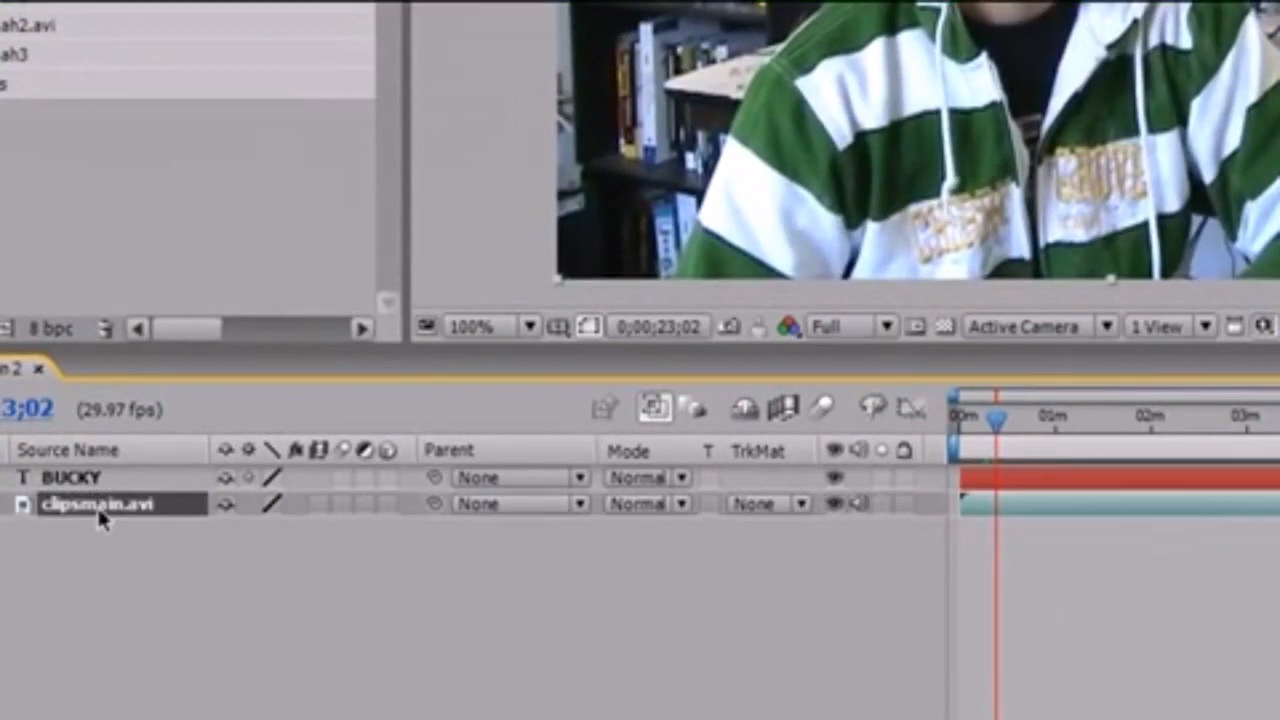 ah2.avi
ah3
s
8 bpc
100%
0;00;23;02
Full
Active Camera
1 View
n 2 ×
3;02
(29.97 fps)
00m
01m
02m
03m
Source Name
Parent
Mode
T
TrkMat
T
BUCKY
None
Normal
clipsmain.avi
None
Normal
None